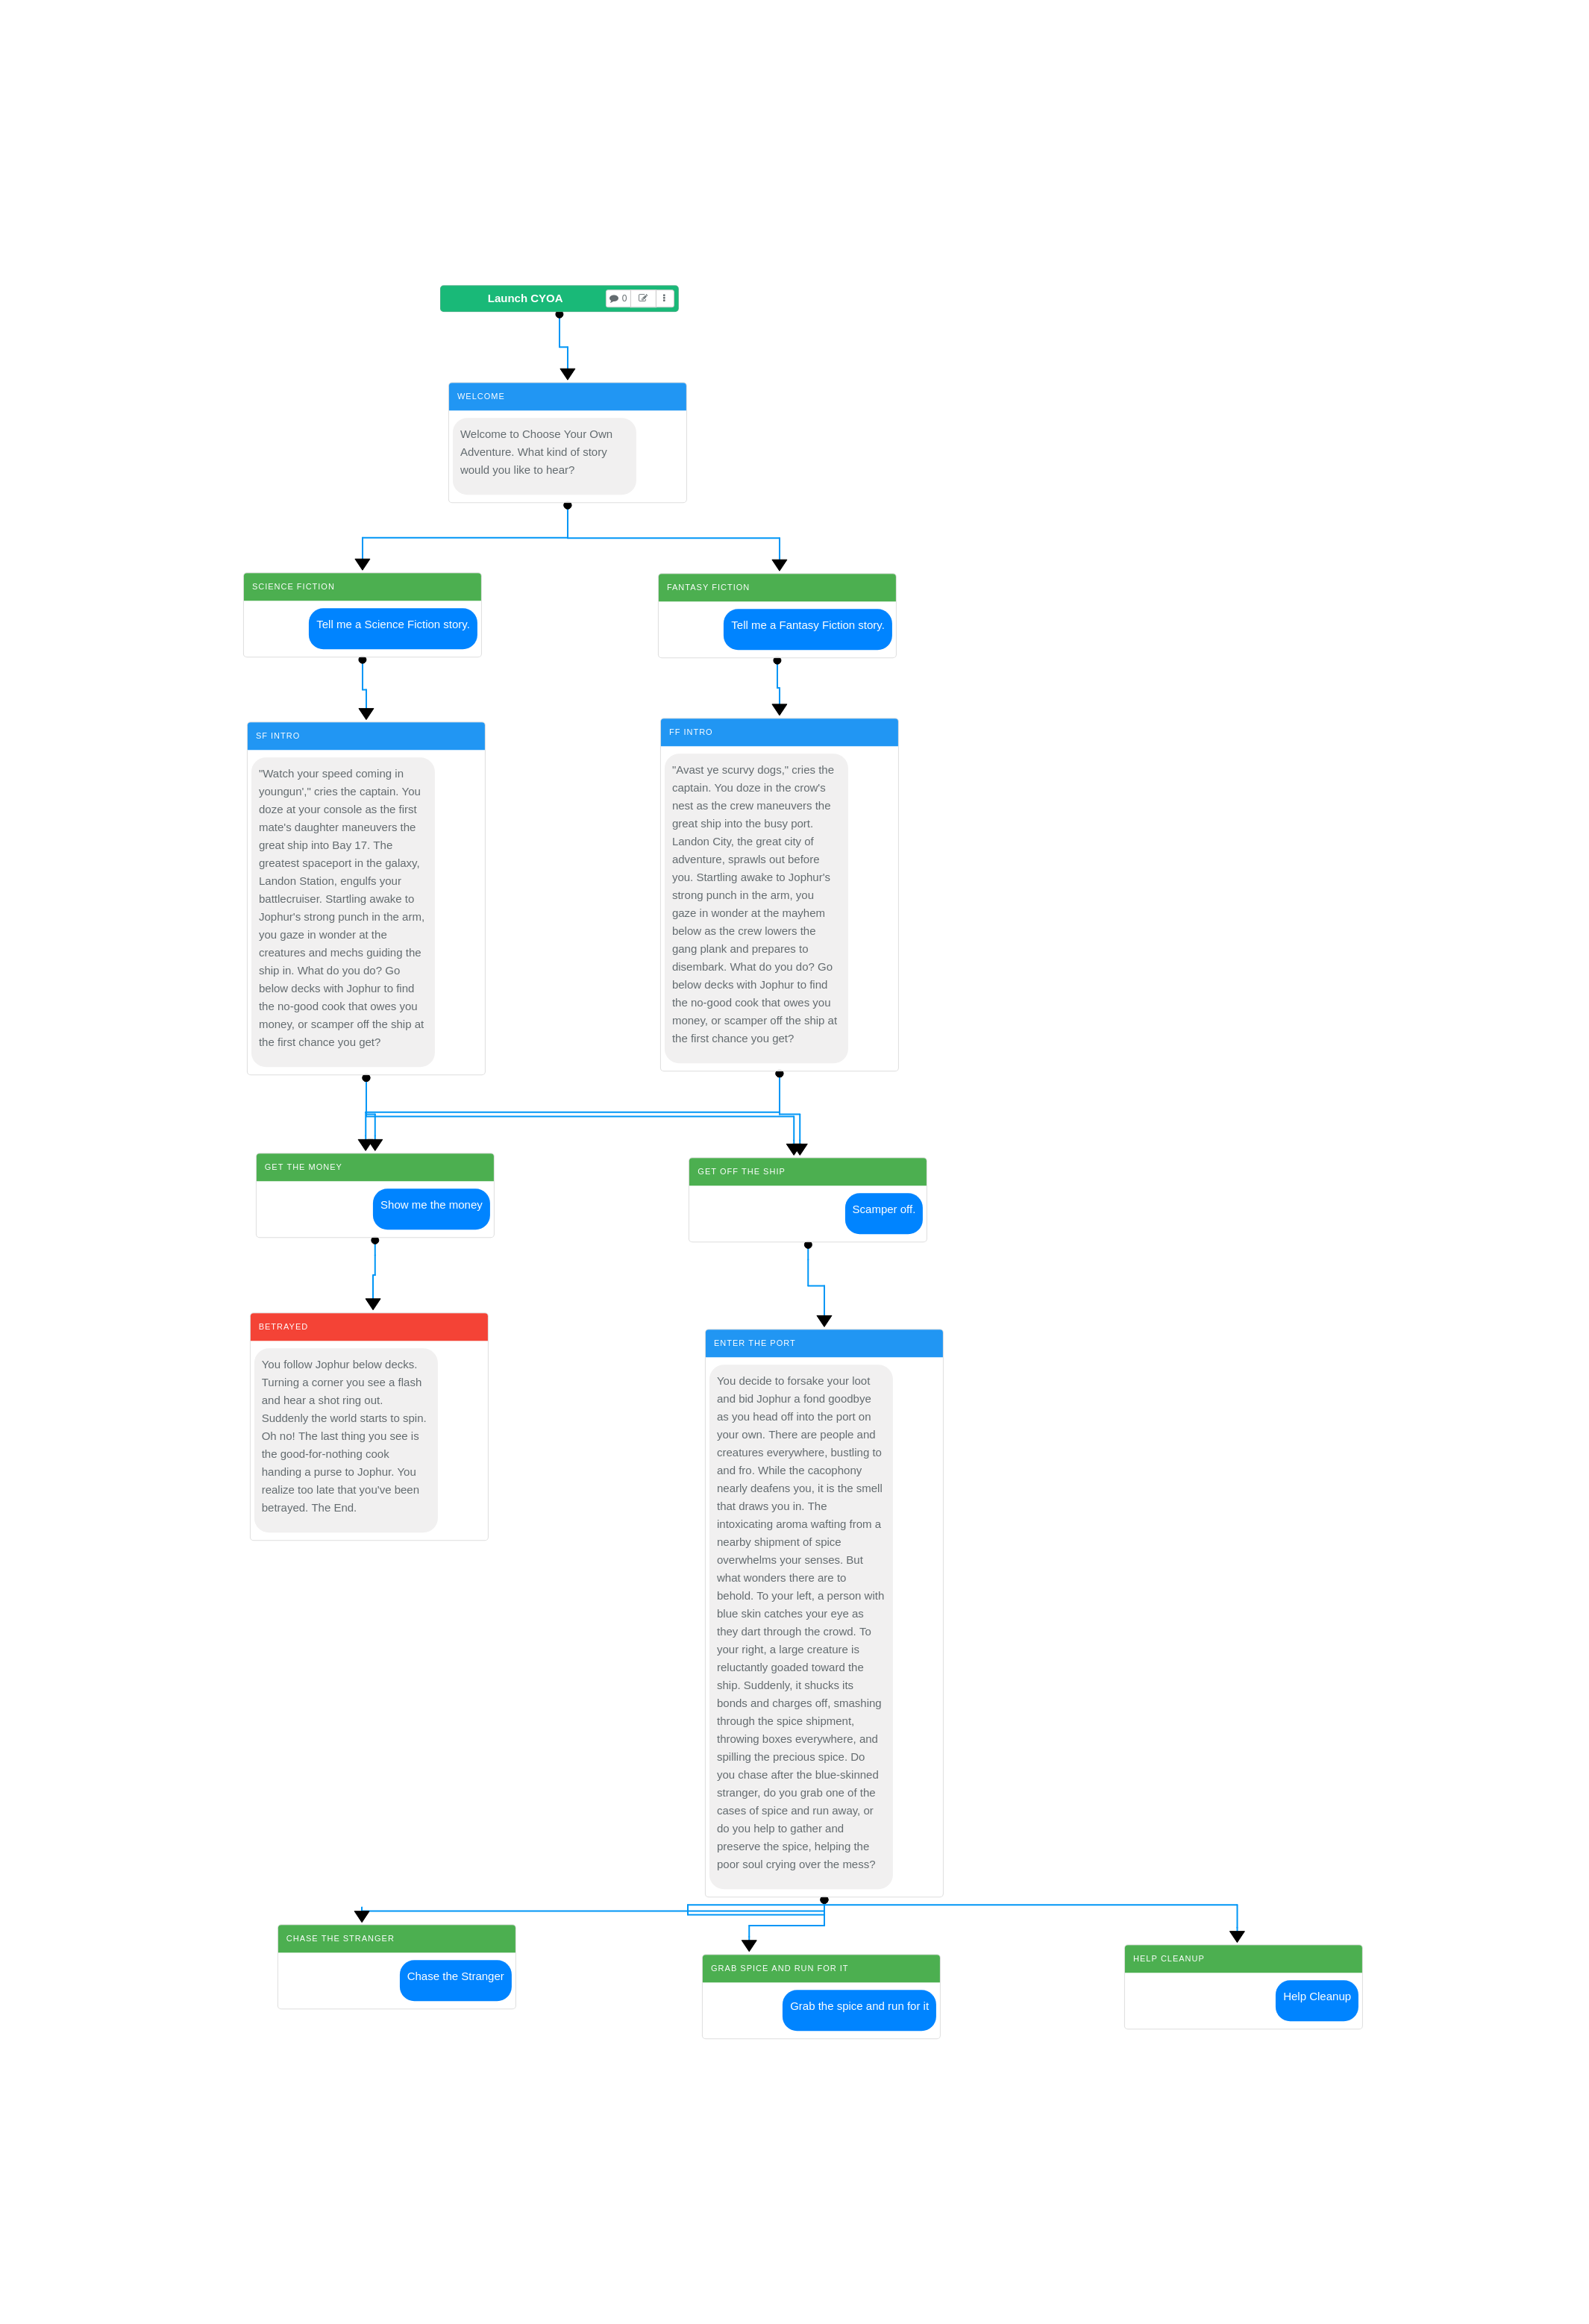 Launch CYOA
0
WELCOME
Welcome to Choose Your Own
Adventure. What kind of story
would you like to hear?
SCIENCE FICTION
Tell me a Science Fiction story.
FANTASY FICTION
Tell me a Fantasy Fiction story.
SF INTRO
"Watch your speed coming in
youngun'," cries the captain. You
doze at your console as the first
mate's daughter maneuvers the
great ship into Bay 17. The
greatest spaceport in the galaxy,
Landon Station, engulfs your
battlecruiser. Startling awake to
Jophur's strong punch in the arm,
you gaze in wonder at the
creatures and mechs guiding the
ship in. What do you do? Go
below decks with Jophur to find
the no-good cook that owes you
money, or scamper off the ship at
the first chance you get?
FF INTRO
"Avast ye scurvy dogs," cries the
captain. You doze in the crow's
nest as the crew maneuvers the
great ship into the busy port.
Landon City, the great city of
adventure, sprawls out before
you. Startling awake to Jophur's
strong punch in the arm, you
gaze in wonder at the mayhem
below as the crew lowers the
gang plank and prepares to
disembark. What do you do? Go
below decks with Jophur to find
the no-good cook that owes you
money, or scamper off the ship at
the first chance you get?
GET THE MONEY
Show me the money
GET OFF THE SHIP
Scamper off.
BETRAYED
You follow Jophur below decks.
Turning a corner you see a flash
and hear a shot ring out.
Suddenly the world starts to spin.
Oh no! The last thing you see is
the good-for-nothing cook
handing a purse to Jophur. You
realize too late that you've been
betrayed. The End.
ENTER THE PORT
You decide to forsake your loot
and bid Jophur a fond goodbye
as you head off into the port on
your own. There are people and
creatures everywhere, bustling to
and fro. While the cacophony
nearly deafens you, it is the smell
that draws you in. The
intoxicating aroma wafting from a
nearby shipment of spice
overwhelms your senses. But
what wonders there are to
behold. To your left, a person with
blue skin catches your eye as
they dart through the crowd. To
your right, a large creature is
reluctantly goaded toward the
ship. Suddenly, it shucks its
bonds and charges off, smashing
through the spice shipment,
throwing boxes everywhere, and
spilling the precious spice. Do
you chase after the blue-skinned
stranger, do you grab one of the
cases of spice and run away, or
do you help to gather and
preserve the spice, helping the
poor soul crying over the mess?
CHASE THE STRANGER
Chase the Stranger
GRAB SPICE AND RUN FOR IT
Grab the spice and run for it
HELP CLEANUP
Help Cleanup